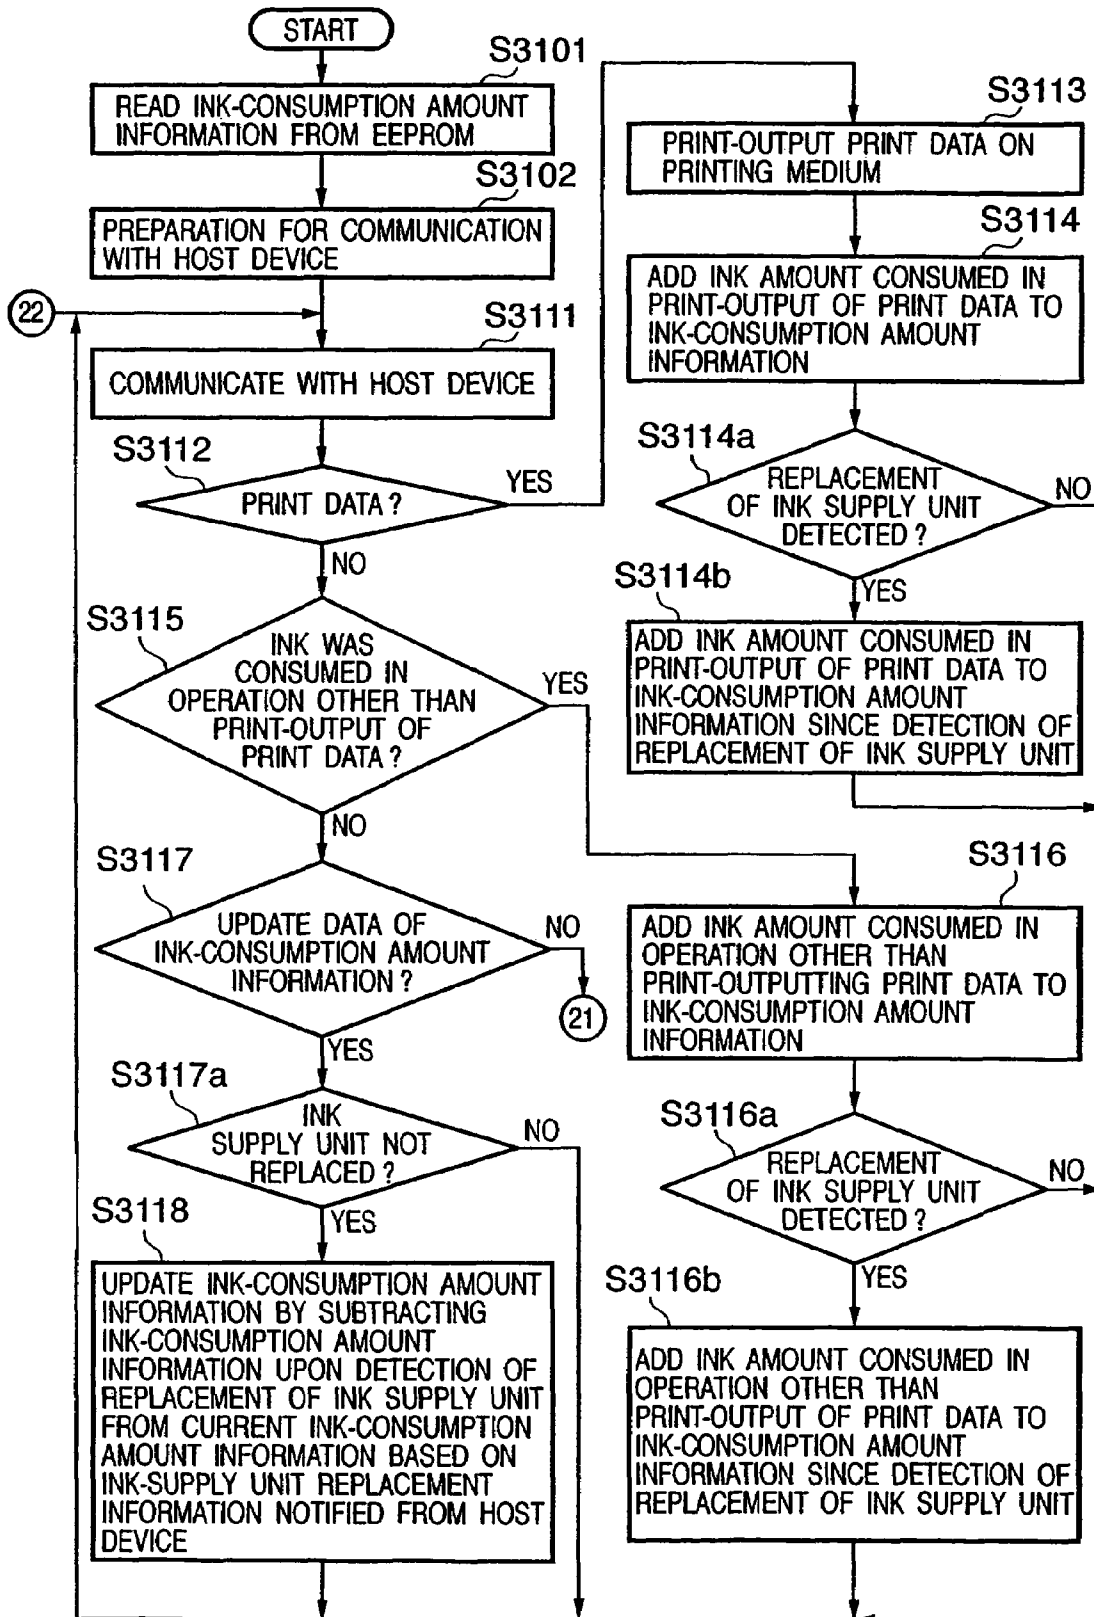 START
S3101
READ INK-CONSUMPTION AMOUNT
INFORMATION FROM EEPROM
S3102
PREPARATION FOR COMMUNICATION
WITH HOST DEVICE
22
S3111
COMMUNICATE WITH HOST DEVICE
S3112
PRINT DATA?
YES
NO
S3115
INK WAS
CONSUMED IN
OPERATION OTHER THAN
PRINT-OUTPUT OF
PRINT DATA?
YES
NO
S3117
UPDATE DATA OF
INK-CONSUMPTION AMOUNT
INFORMATION?
NO
21
YES
S3117a
INK
SUPPLY UNIT NOT
REPLACED?
NO
YES
S3118
UPDATE INK-CONSUMPTION AMOUNT
INFORMATION BY SUBTRACTING
INK-CONSUMPTION AMOUNT
INFORMATION UPON DETECTION OF
REPLACEMENT OF INK SUPPLY UNIT
FROM CURRENT INK-CONSUMPTION
AMOUNT INFORMATION BASED ON
INK-SUPPLY UNIT REPLACEMENT
INFORMATION NOTIFIED FROM HOST
DEVICE
S3113
PRINT-OUTPUT PRINT DATA ON
PRINTING MEDIUM
S3114
ADD INK AMOUNT CONSUMED IN
PRINT-OUTPUT OF PRINT DATA TO
INK-CONSUMPTION AMOUNT
INFORMATION
S3114a
REPLACEMENT
OF INK SUPPLY UNIT
DETECTED?
NO
YES
S3114b
ADD INK AMOUNT CONSUMED IN
PRINT-OUTPUT OF PRINT DATA TO
INK-CONSUMPTION AMOUNT
INFORMATION SINCE DETECTION OF
REPLACEMENT OF INK SUPPLY UNIT
S3116
ADD INK AMOUNT CONSUMED IN
OPERATION OTHER THAN
PRINT-OUTPUTTING PRINT DATA TO
INK-CONSUMPTION AMOUNT
INFORMATION
S3116a
REPLACEMENT
OF INK SUPPLY UNIT
DETECTED?
NO
YES
S3116b
ADD INK AMOUNT CONSUMED IN
OPERATION OTHER THAN
PRINT-OUTPUT OF PRINT DATA TO
INK-CONSUMPTION AMOUNT
INFORMATION SINCE DETECTION OF
REPLACEMENT OF INK SUPPLY UNIT